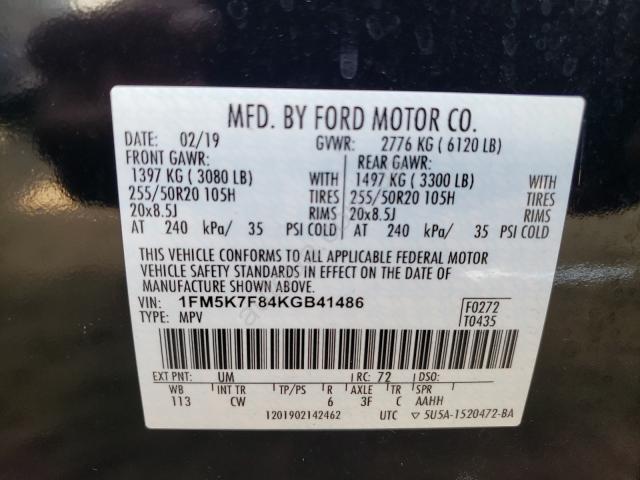 MFD. BY FORD MOTOR CO.
DATE: 02/19 GVWR: 2776 KG ( 6120 LB)
FRONT GAWR: REAR GAWR:
1397 KG ( 3080 LB) WITH 1497 KG ( 3300 LB) WITH
255/50R20 105H TIRES 255/50R20 105H TIRES
20x8.5J RIMS 20x8.5J RIMS
AT 240 kPa/ 35 PSI COLD AT 240 kPa/ 35 PSI COLD
THIS VEHICLE CONFORMS TO ALL APPLICABLE FEDERAL MOTOR
VEHICLE SAFETY STANDARDS IN EFFECT ON THE DATE OF
MANUFACTURE SHOWN ABOVE.
VIN: 1FM5K7F84KGB41486 F0272
TYPE: MPV T0435
EXT PNT: UM RC: 72 DSO:
WB INT TR TP/PS R AXLE TR SPR
113 CW 6 3F C AAHH
1201902142462 UTC ▽ 5U5A-1520472-BA